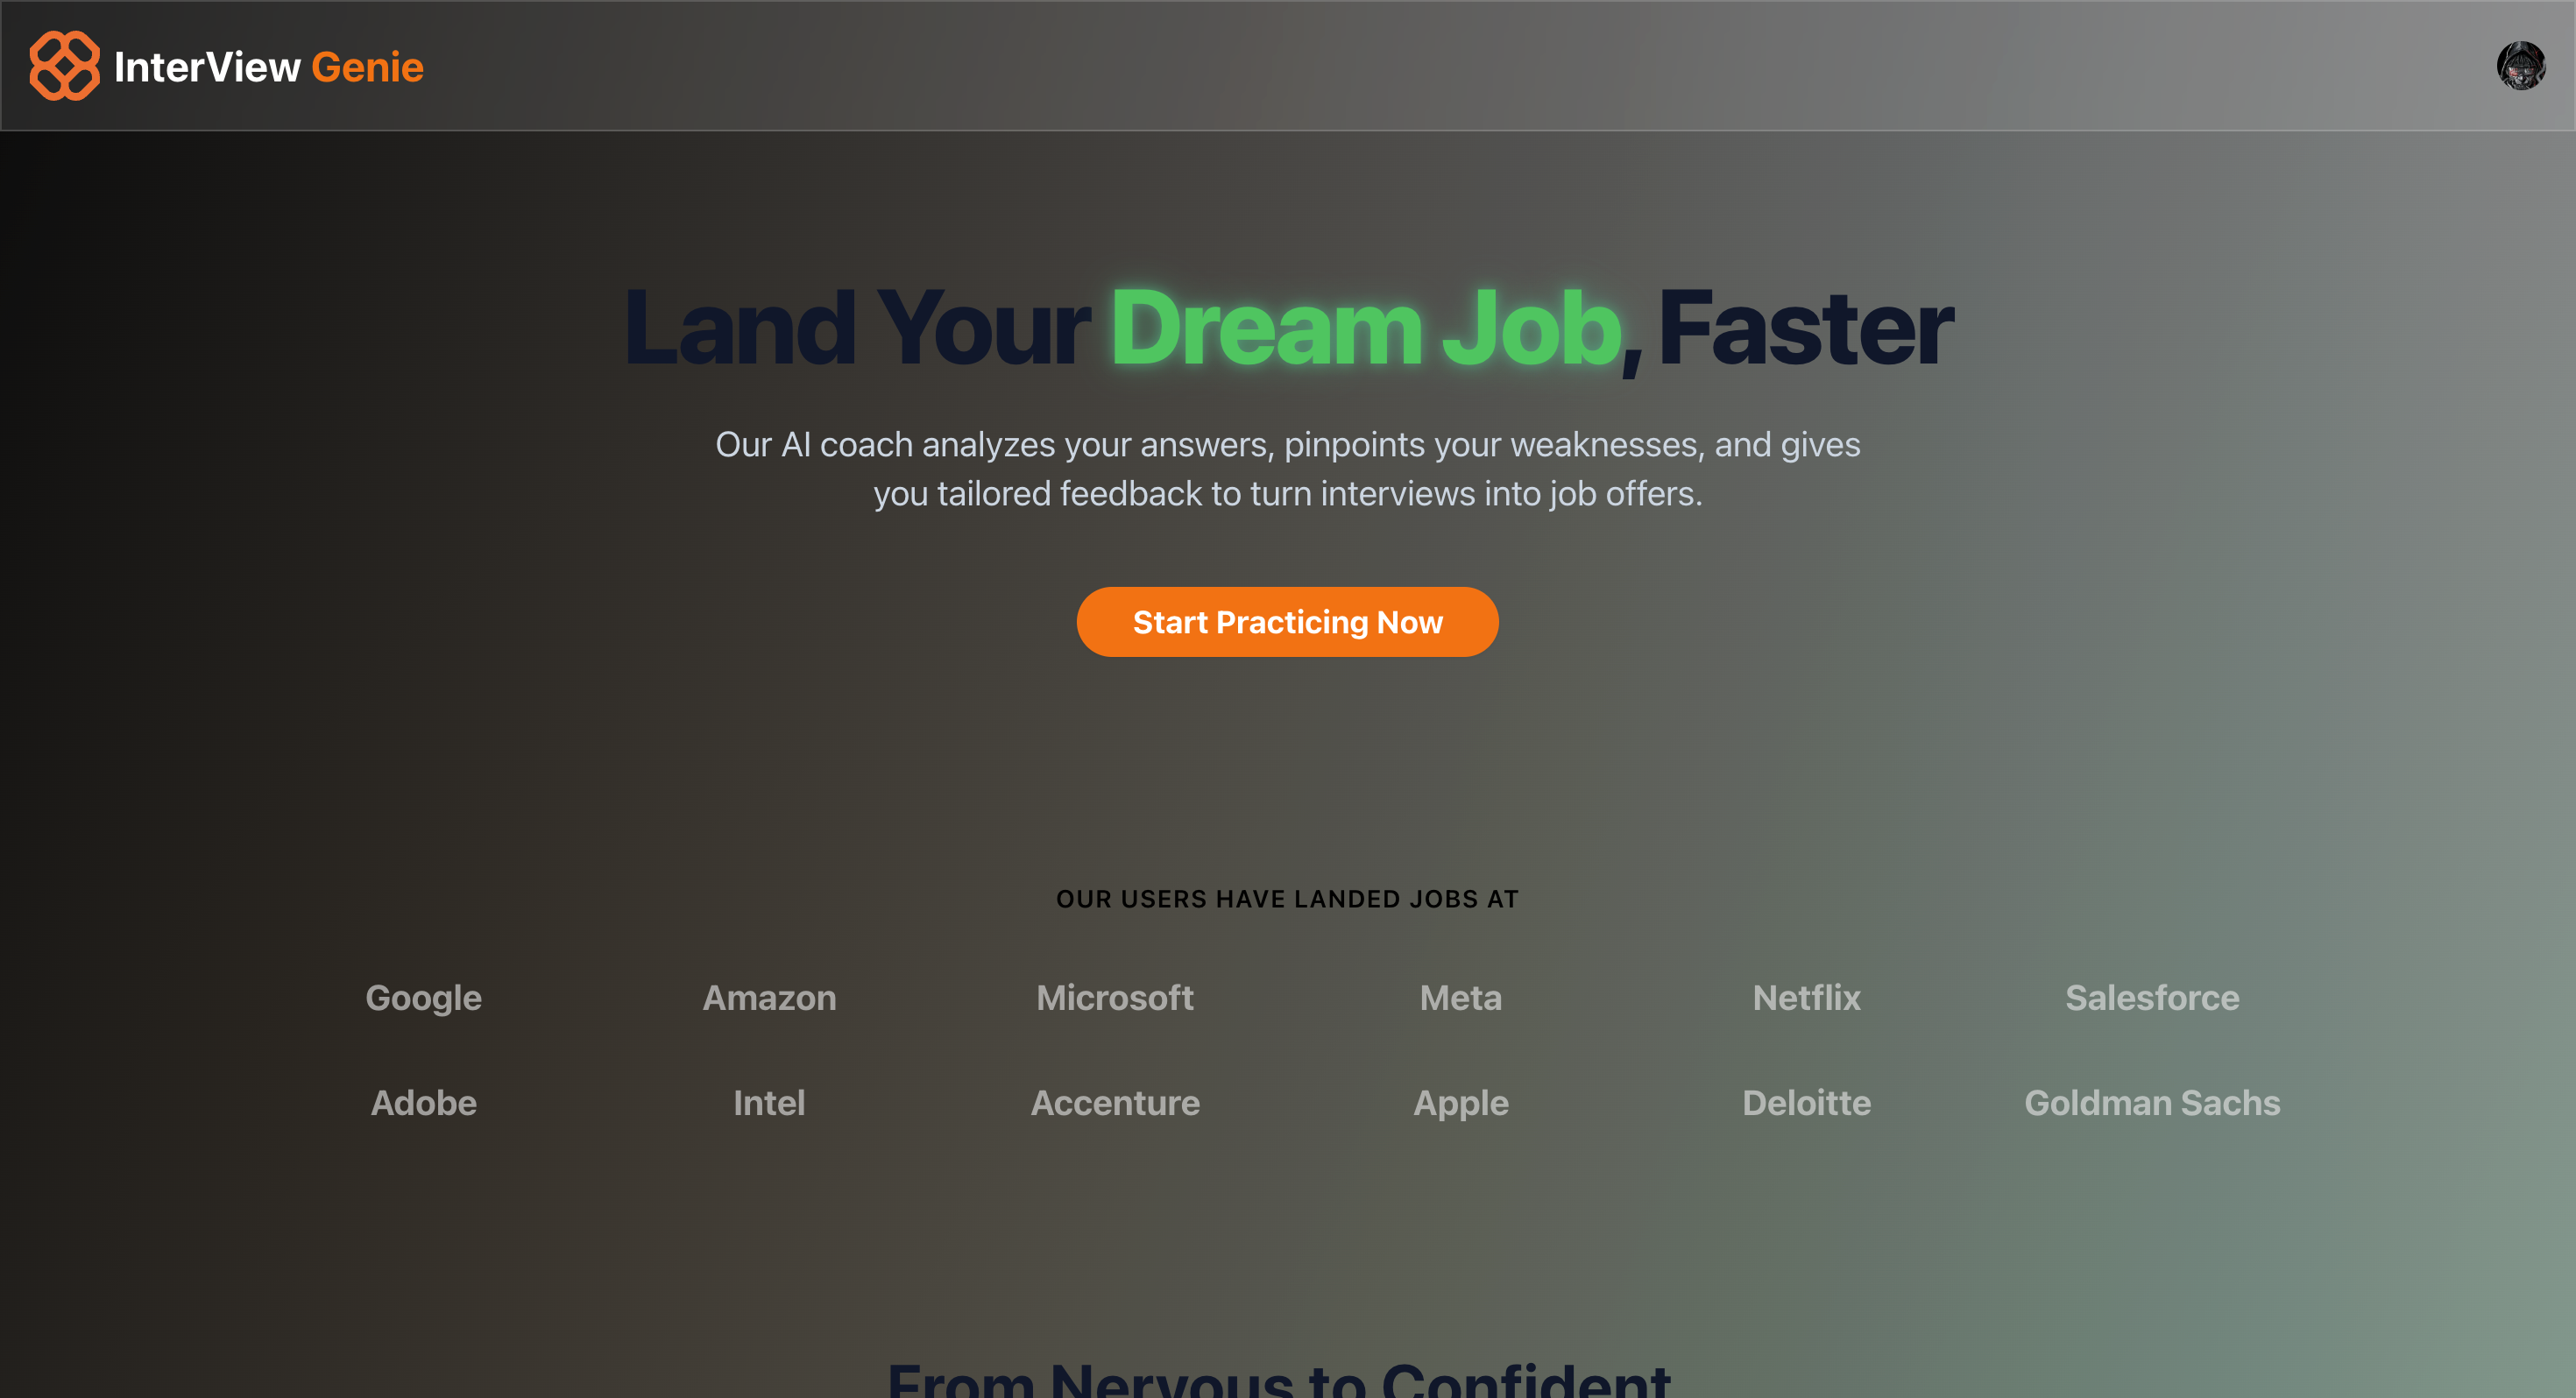 InterView Genie
Land Your Dream Job, Faster
Our AI coach analyzes your answers, pinpoints your weaknesses, and gives
you tailored feedback to turn interviews into job offers.
Start Practicing Now
OUR USERS HAVE LANDED JOBS AT
Google Amazon Microsoft Meta Netflix Salesforce
Adobe Intel Accenture Apple Deloitte Goldman Sachs
From Nervous to Confident